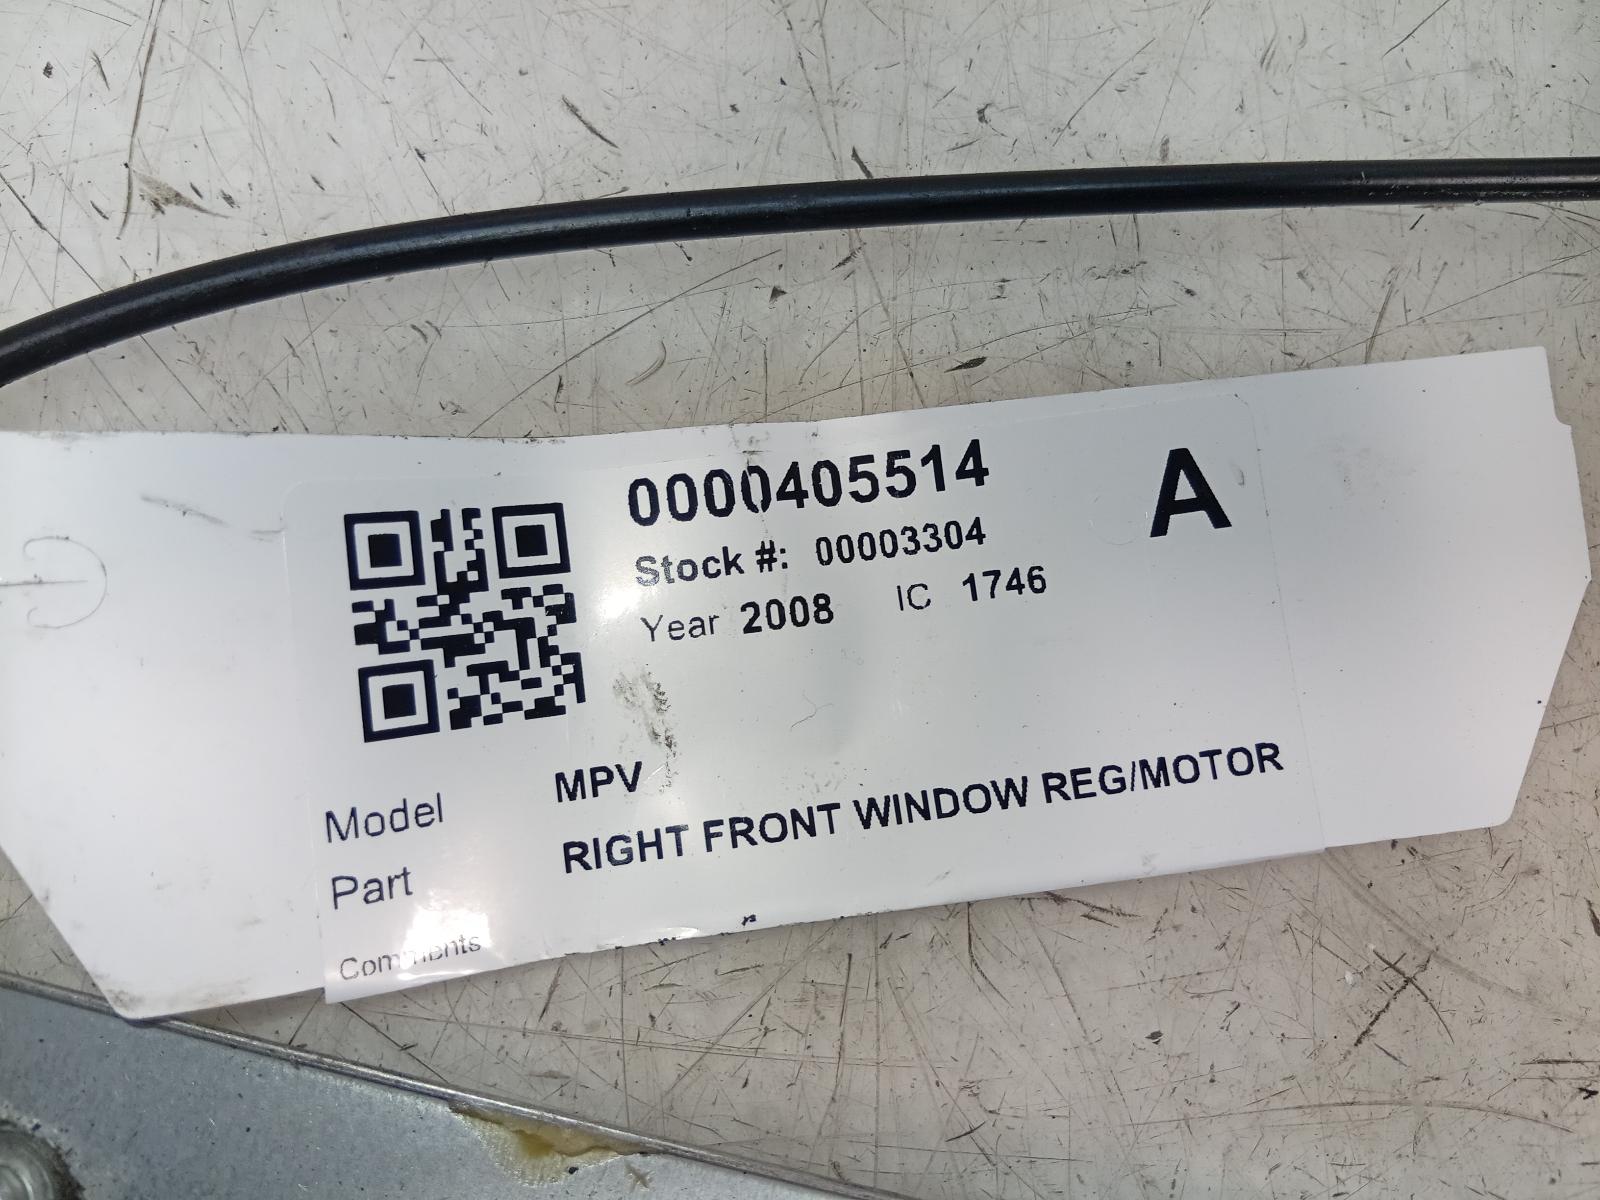 0000405514
A
Stock #: 00003304
Year 2008 IC 1746
Model MPV
Part RIGHT FRONT WINDOW REG/MOTOR
Comments